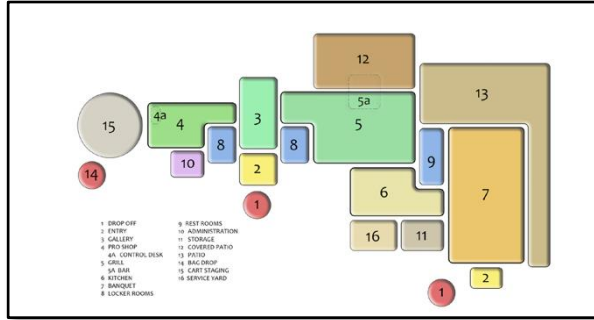 12
5a
13
15
4a
4
3
5
8
8
9
14
10
2
7
1
6
16
11
2
1
1 DROP OFF
2 ENTRY
3 GALLERY
4 PRO SHOP
4A CONTROL DESK
5 GRILL
5A BAR
6 KITCHEN
7 BANQUET
8 LOCKER ROOMS
9 REST ROOMS
10 ADMINISTRATION
11 STORAGE
12 COVERED PATIO
13 PATIO
14 BAG DROP
15 CART STAGING
16 SERVICE YARD